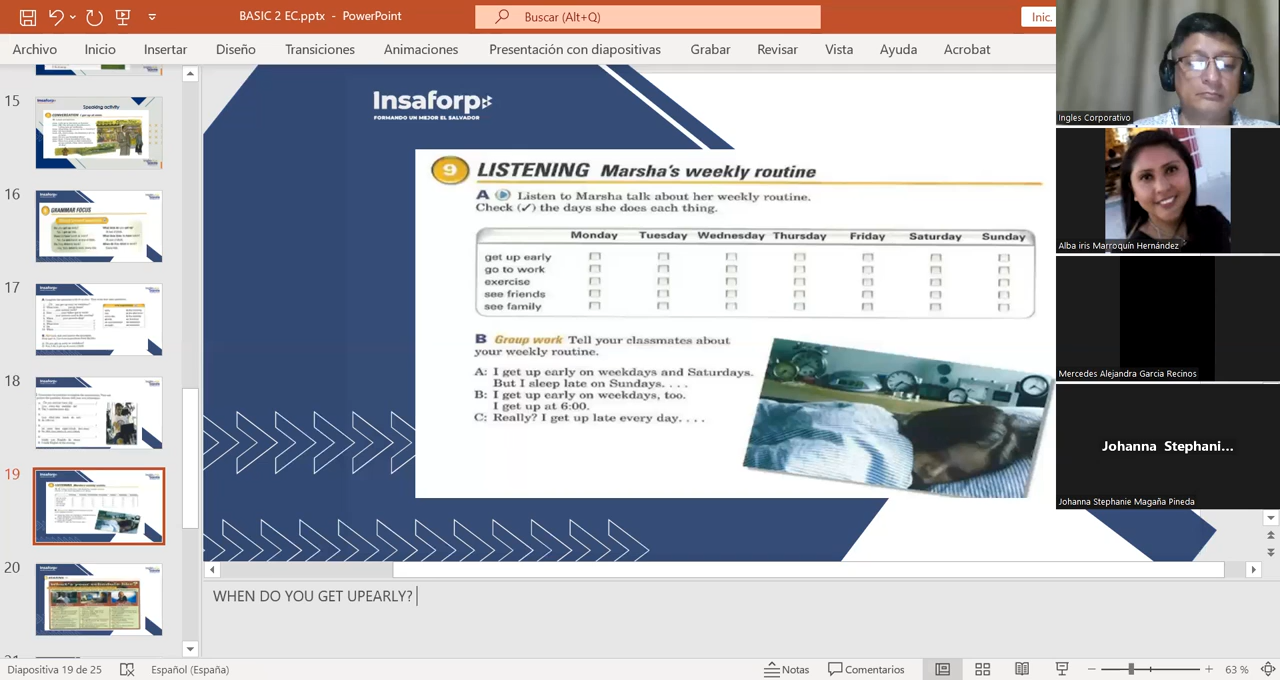 BASIC 2 EC.pptx - PowerPoint
Buscar (Alt+Q)
Inic.
Archivo Inicio Insertar Diseño Transiciones Animaciones Presentación con diapositivas Grabar Revisar Vista Ayuda Acrobat
15
16
17
18
19
20
Speaking activity
CONVERSATION
GRAMMAR FOCUS
Insaforp
FORMANDO UN MEJOR EL SALVADOR
9 LISTENING Marsha's weekly routine
A Listen to Marsha talk about her weekly routine.
Check (✓) the days she does each thing.
Monday Tuesday Wednesday Thursday Friday Saturday Sunday
get up early
go to work
exercise
see friends
see family
B Group work Tell your classmates about
your weekly routine.
A: I get up early on weekdays and Saturdays.
But I sleep late on Sundays. . . .
B: I get up early on weekdays, too.
I get up at 6:00.
C: Really? I get up late every day. . . .
WHEN DO YOU GET UPEARLY?
Ingles Corporativo
Alba iris Marroquín Hernández
Mercedes Alejandra Garcia Recinos
Johanna Stephani...
Johanna Stephanie Magaña Pineda
Diapositiva 19 de 25
Español (España)
Notas
Comentarios
63 %